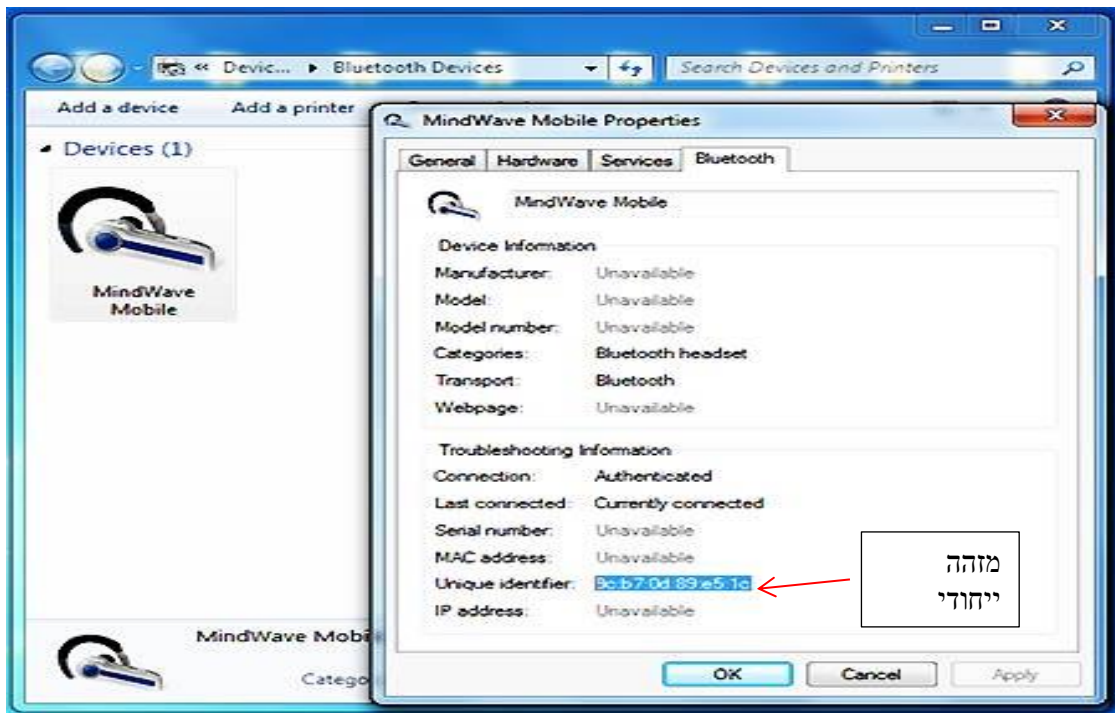 « Devic... ▸ Bluetooth Devices
Search Devices and Printers
Add a device Add a printer
Devices (1)
MindWave
Mobile
MindWave Mobile Properties
General Hardware Services Bluetooth
MindWave Mobile
Device Information
Manufacturer: Unavailable
Model: Unavailable
Model number: Unavailable
Categories: Bluetooth headset
Transport: Bluetooth
Webpage: Unavailable
Troubleshooting Information
Connection: Authenticated
Last connected: Currently connected
Serial number: Unavailable
MAC address: Unavailable
Unique identifier: 9c:b7:0d:89:e5:1c
IP address: Unavailable
מזהה
ייחודי
OK Cancel Apply
MindWave Mobi
Catego